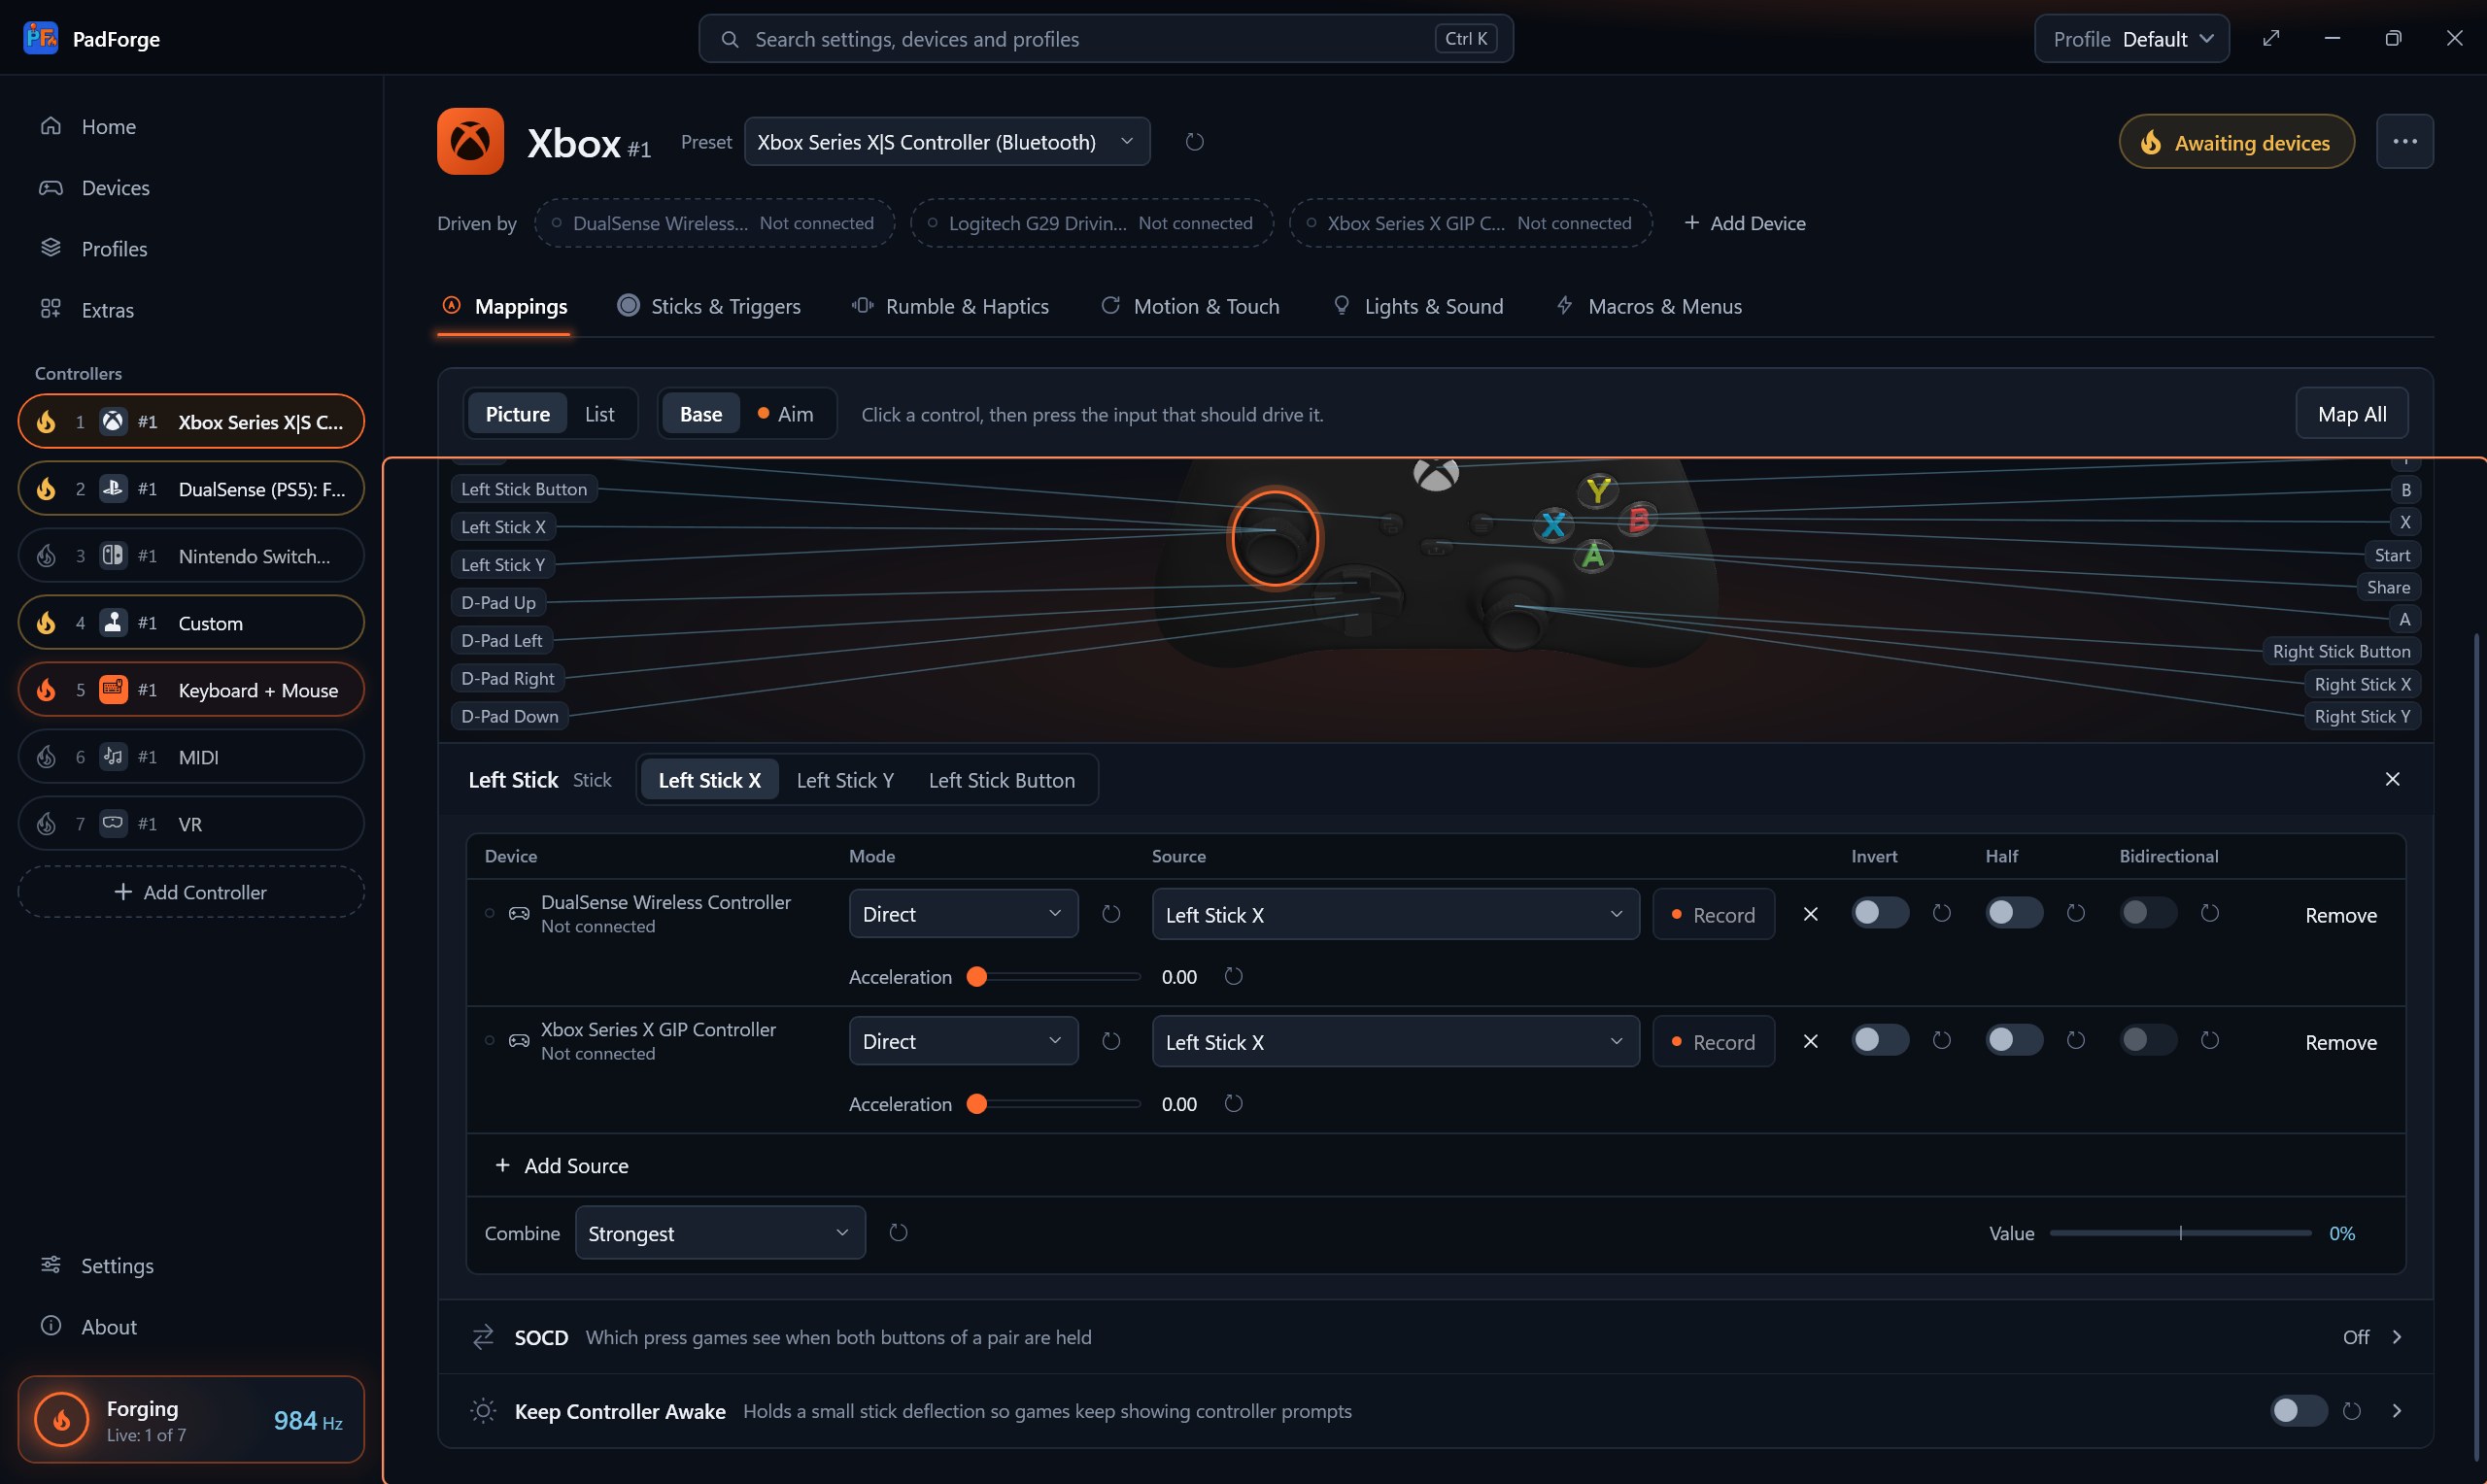 PadForge
Search settings, devices and profiles
Ctrl K
Profile Default
Home
Devices
Profiles
Extras
Controllers
1 #1 Xbox Series X|S C...
2 #1 DualSense (PS5): F...
3 #1 Nintendo Switch...
4 #1 Custom
5 #1 Keyboard + Mouse
6 #1 MIDI
7 #1 VR
+ Add Controller
Settings
About
Forging
Live: 1 of 7
984 Hz
Xbox #1
Preset
Xbox Series X|S Controller (Bluetooth)
Awaiting devices
Driven by
DualSense Wireless... Not connected
Logitech G29 Drivin... Not connected
Xbox Series X GIP C... Not connected
+ Add Device
Mappings
Sticks & Triggers
Rumble & Haptics
Motion & Touch
Lights & Sound
Macros & Menus
Picture
List
Base
Aim
Click a control, then press the input that should drive it.
Map All
Left Stick Button
Left Stick X
Left Stick Y
D-Pad Up
D-Pad Left
D-Pad Right
D-Pad Down
Y
X
B
A
B
X
Start
Share
A
Right Stick Button
Right Stick X
Right Stick Y
Left Stick Stick
Left Stick X
Left Stick Y
Left Stick Button
Device Mode Source Invert Half Bidirectional
DualSense Wireless Controller
Not connected
Direct
Left Stick X
Record
Remove
Acceleration 0.00
Xbox Series X GIP Controller
Not connected
Direct
Left Stick X
Record
Remove
Acceleration 0.00
+ Add Source
Combine Strongest
Value 0%
SOCD Which press games see when both buttons of a pair are held
Off
Keep Controller Awake Holds a small stick deflection so games keep showing controller prompts